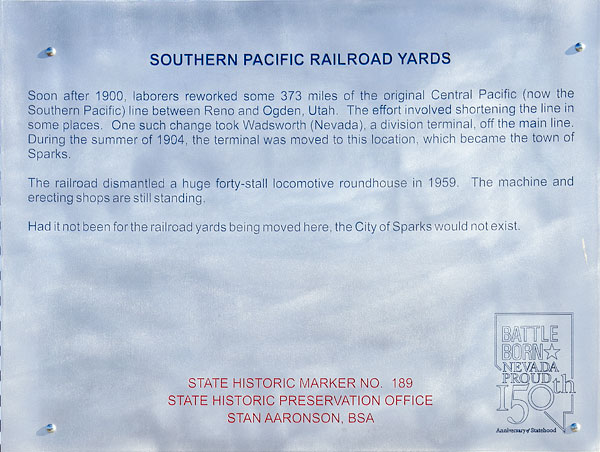 SOUTHERN PACIFIC RAILROAD YARDS
Soon after 1900, laborers reworked some 373 miles of the original Central Pacific (now the
Southern Pacific) line between Reno and Ogden, Utah. The effort involved shortening the line in
some places. One such change took Wadsworth (Nevada), a division terminal, off the main line.
During the summer of 1904, the terminal was moved to this location, which became the town of
Sparks.
The railroad dismantled a huge forty-stall locomotive roundhouse in 1959. The machine and
erecting shops are still standing.
Had it not been for the railroad yards being moved here, the City of Sparks would not exist.
STATE HISTORIC MARKER NO. 189
STATE HISTORIC PRESERVATION OFFICE
STAN AARONSON, BSA
BATTLE
BORN
NEVADA
PROUD
150th
Anniversary of Statehood